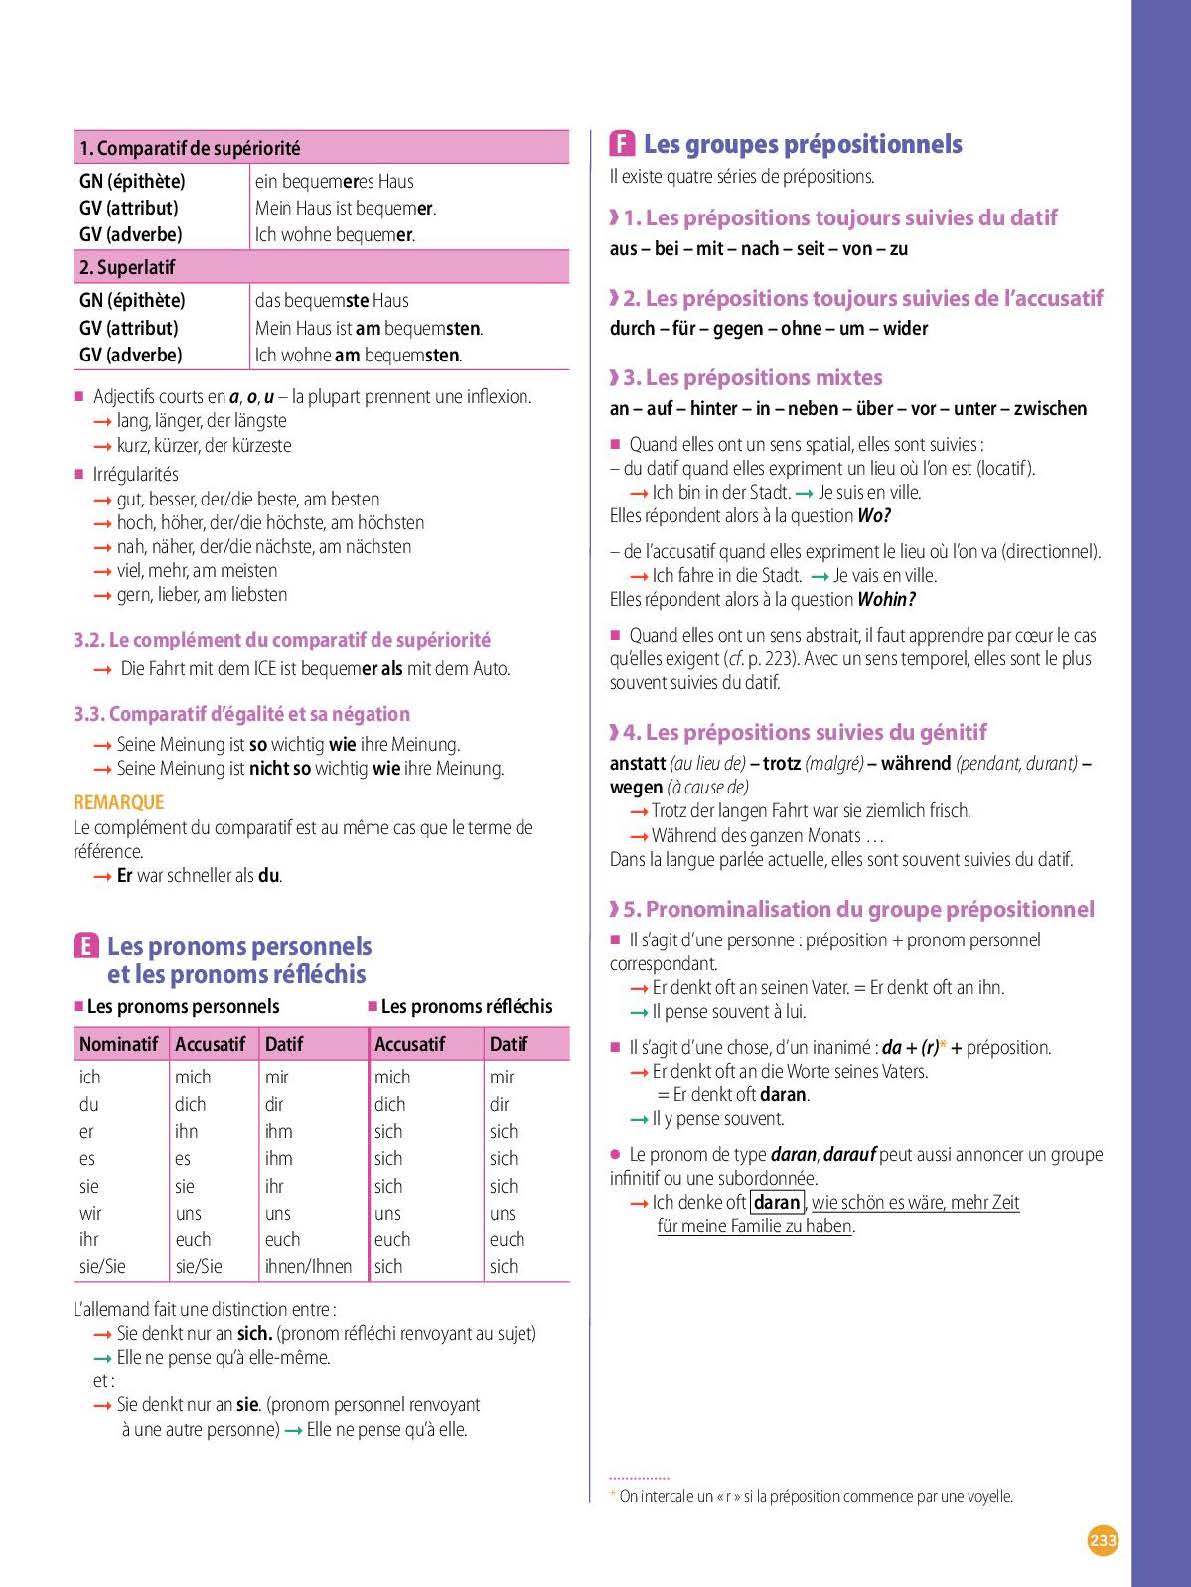 1. Comparatif de supériorité
GN (épithète) ein bequemeres Haus
GV (attribut) Mein Haus ist bequemer.
GV (adverbe) Ich wohne bequemer.
2. Superlatif
GN (épithète) das bequemste Haus
GV (attribut) Mein Haus ist am bequemsten.
GV (adverbe) Ich wohne am bequemsten.
■ Adjectifs courts en a, o, u – la plupart prennent une inflexion.
→ lang, länger, der längste
→ kurz, kürzer, der kürzeste
■ Irrégularités
→ gut, besser, der/die beste, am besten
→ hoch, höher, der/die höchste, am höchsten
→ nah, näher, der/die nächste, am nächsten
→ viel, mehr, am meisten
→ gern, lieber, am liebsten
3.2. Le complément du comparatif de supériorité
→ Die Fahrt mit dem ICE ist bequemer als mit dem Auto.
3.3. Comparatif d'égalité et sa négation
→ Seine Meinung ist so wichtig wie ihre Meinung.
→ Seine Meinung ist nicht so wichtig wie ihre Meinung.
REMARQUE
Le complément du comparatif est au même cas que le terme de
référence.
→ Er war schneller als du.
E Les pronoms personnels
et les pronoms réfléchis
■ Les pronoms personnels ■ Les pronoms réfléchis
Nominatif Accusatif Datif Accusatif Datif
ich mich mir mich mir
du dich dir dich dir
er ihn ihm sich sich
es es ihm sich sich
sie sie ihr sich sich
wir uns uns uns uns
ihr euch euch euch euch
sie/Sie sie/Sie ihnen/Ihnen sich sich
L'allemand fait une distinction entre :
→ Sie denkt nur an sich. (pronom réfléchi renvoyant au sujet)
→ Elle ne pense qu'à elle-même.
et :
→ Sie denkt nur an sie. (pronom personnel renvoyant
à une autre personne) → Elle ne pense qu'à elle.
F Les groupes prépositionnels
Il existe quatre séries de prépositions.
❱ 1. Les prépositions toujours suivies du datif
aus – bei – mit – nach – seit – von – zu
❱ 2. Les prépositions toujours suivies de l'accusatif
durch – für – gegen – ohne – um – wider
❱ 3. Les prépositions mixtes
an – auf – hinter – in – neben – über – vor – unter – zwischen
■ Quand elles ont un sens spatial, elles sont suivies :
– du datif quand elles expriment un lieu où l'on est (locatif).
→ Ich bin in der Stadt. → Je suis en ville.
Elles répondent alors à la question Wo?
– de l'accusatif quand elles expriment le lieu où l'on va (directionnel).
→ Ich fahre in die Stadt. → Je vais en ville.
Elles répondent alors à la question Wohin?
■ Quand elles ont un sens abstrait, il faut apprendre par cœur le cas
qu'elles exigent (cf. p. 223). Avec un sens temporel, elles sont le plus
souvent suivies du datif.
❱ 4. Les prépositions suivies du génitif
anstatt (au lieu de) – trotz (malgré) – während (pendant, durant) –
wegen (à cause de)
→ Trotz der langen Fahrt war sie ziemlich frisch.
→ Während des ganzen Monats …
Dans la langue parlée actuelle, elles sont souvent suivies du datif.
❱ 5. Pronominalisation du groupe prépositionnel
■ Il s'agit d'une personne : préposition + pronom personnel
correspondant.
→ Er denkt oft an seinen Vater. = Er denkt oft an ihn.
→ Il pense souvent à lui.
■ Il s'agit d'une chose, d'un inanimé : da + (r)* + préposition.
→ Er denkt oft an die Worte seines Vaters.
= Er denkt oft daran.
→ Il y pense souvent.
● Le pronom de type daran, darauf peut aussi annoncer un groupe
infinitif ou une subordonnée.
→ Ich denke oft daran, wie schön es wäre, mehr Zeit
für meine Familie zu haben.
* On intercale un « r » si la préposition commence par une voyelle.
233